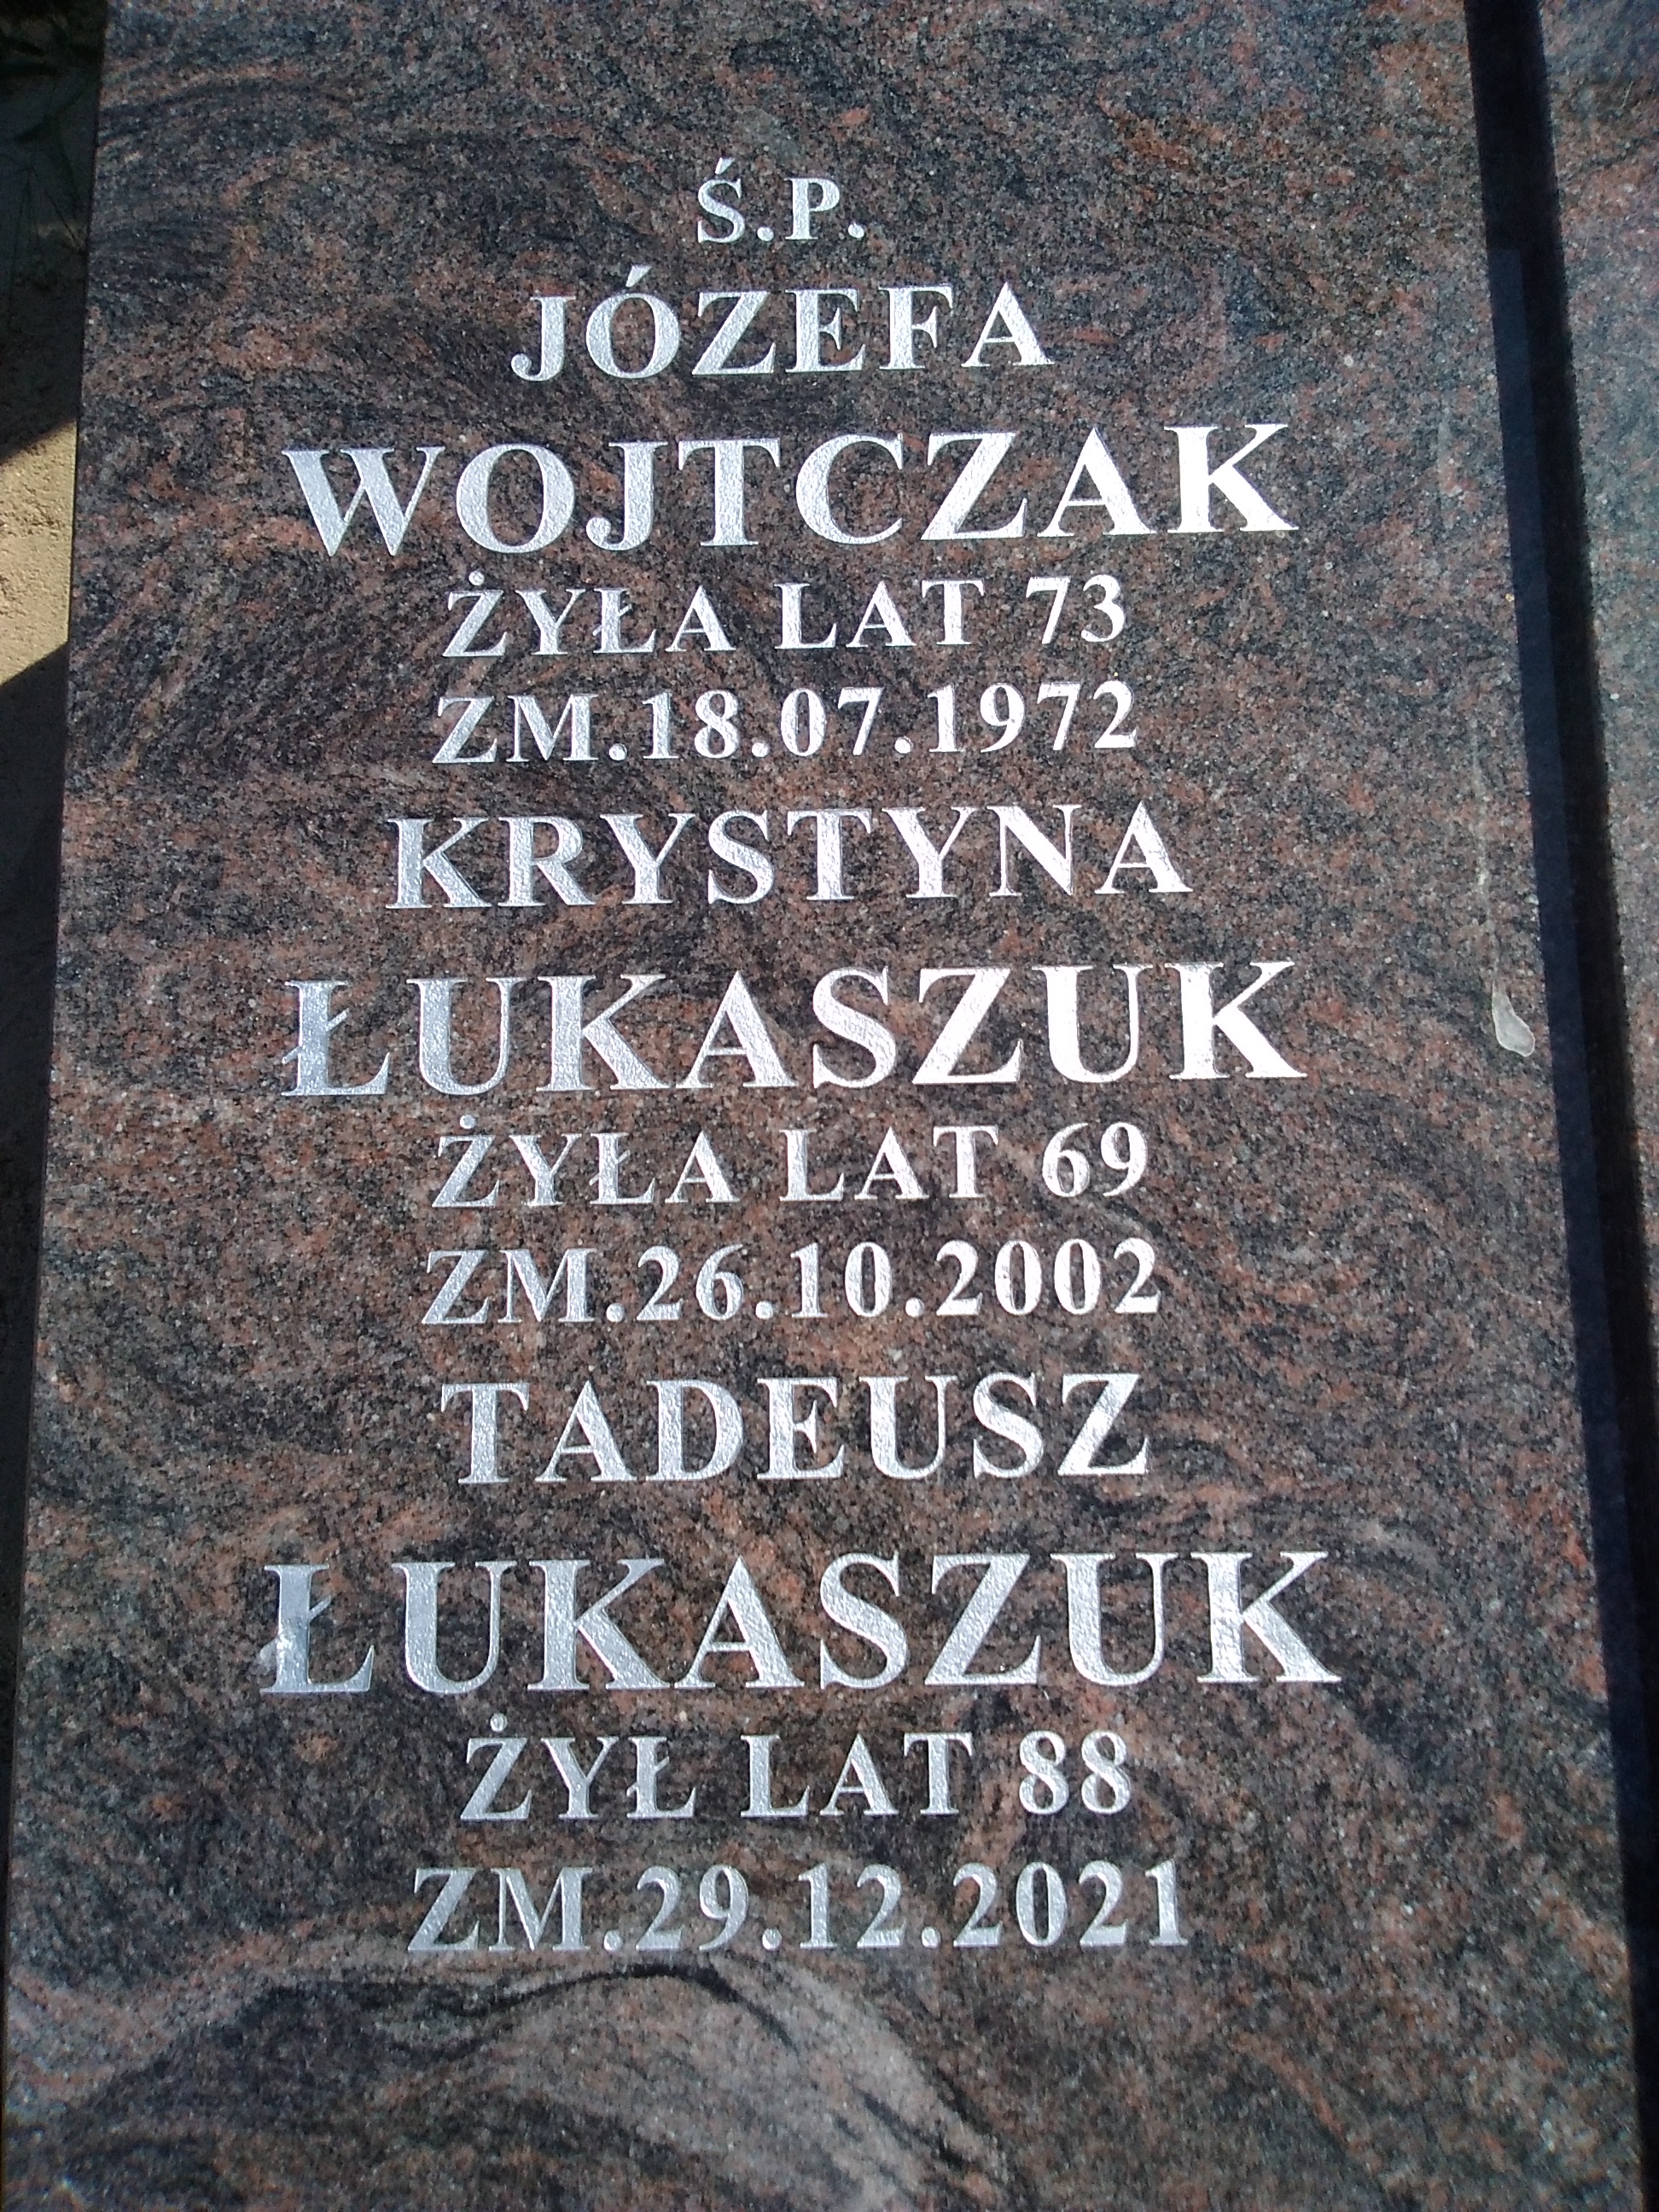 Ś.P.
JÓZEFA
WOJTCZAK
ŻYŁA LAT 73
ZM.18.07.1972
KRYSTYNA
ŁUKASZUK
ŻYŁA LAT 69
ZM.26.10.2002
TADEUSZ
ŁUKASZUK
ŻYŁ LAT 88
ZM.29.12.2021